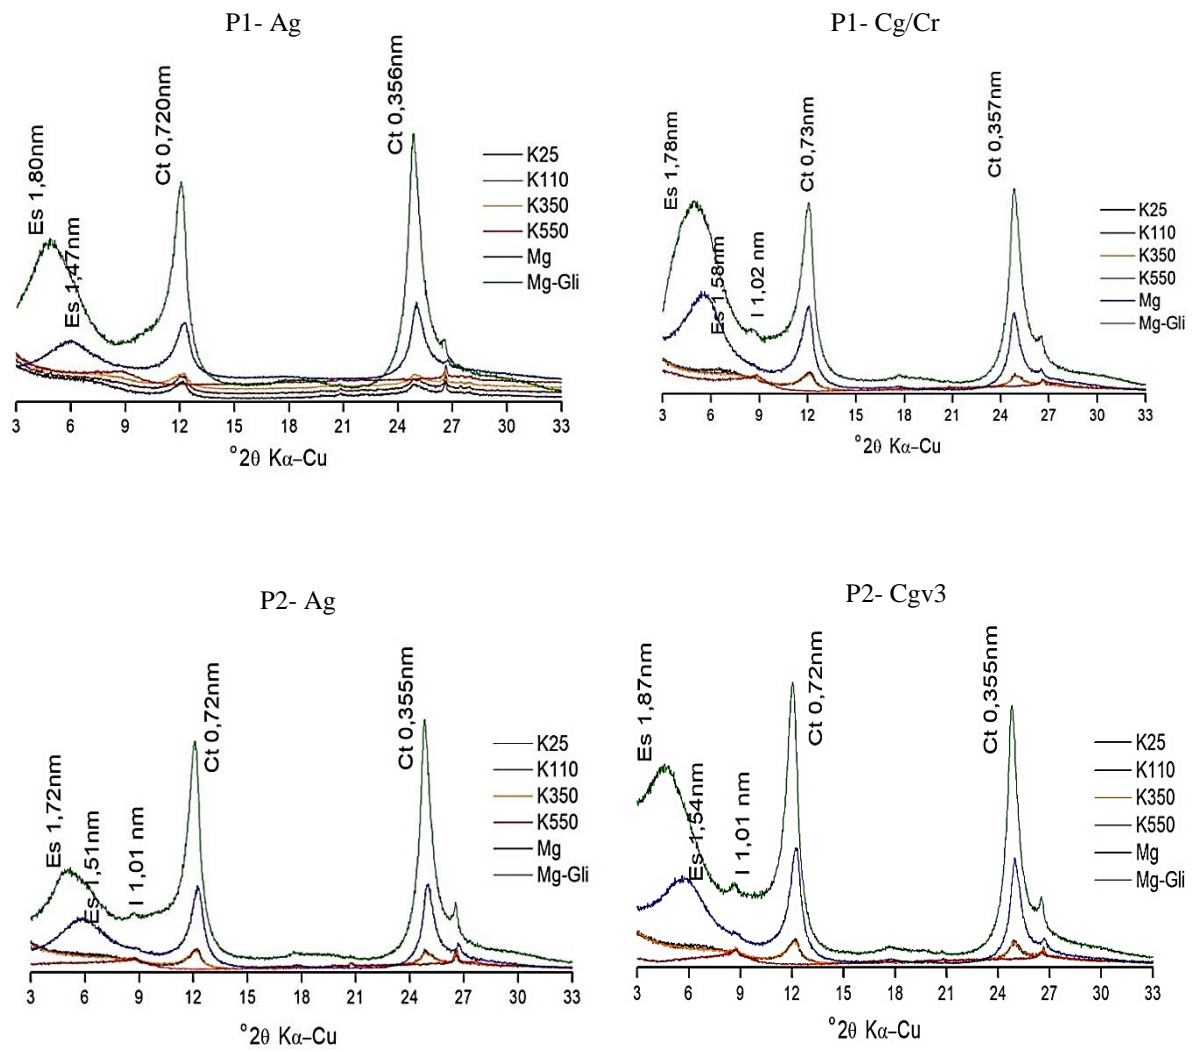 P1- Ag
Es 1,80nm
Es 1,47nm
Ct 0,720nm
Ct 0,356nm
K25
K110
K350
K550
Mg
Mg-Gli
3 6 9 12 15 18 21 24 27 30 33
°2θ Kα–Cu
P1- Cg/Cr
Es 1,78nm
Es 1,58nm
I 1,02 nm
Ct 0,73nm
Ct 0,357nm
K25
K110
K350
K550
Mg
Mg-Gli
3 6 9 12 15 18 21 24 27 30 33
°2θ Kα–Cu
P2- Ag
Es 1,72nm
Es 1,51nm
I 1,01 nm
Ct 0,72nm
Ct 0,355nm
K25
K110
K350
K550
Mg
Mg-Gli
3 6 9 12 15 18 21 24 27 30 33
°2θ Kα–Cu
P2- Cgv3
Es 1,87nm
Es 1,54nm
I 1,01 nm
Ct 0,72nm
Ct 0,355nm
K25
K110
K350
K550
Mg
Mg-Gli
3 6 9 12 15 18 21 24 27 30 33
°2θ Kα–Cu